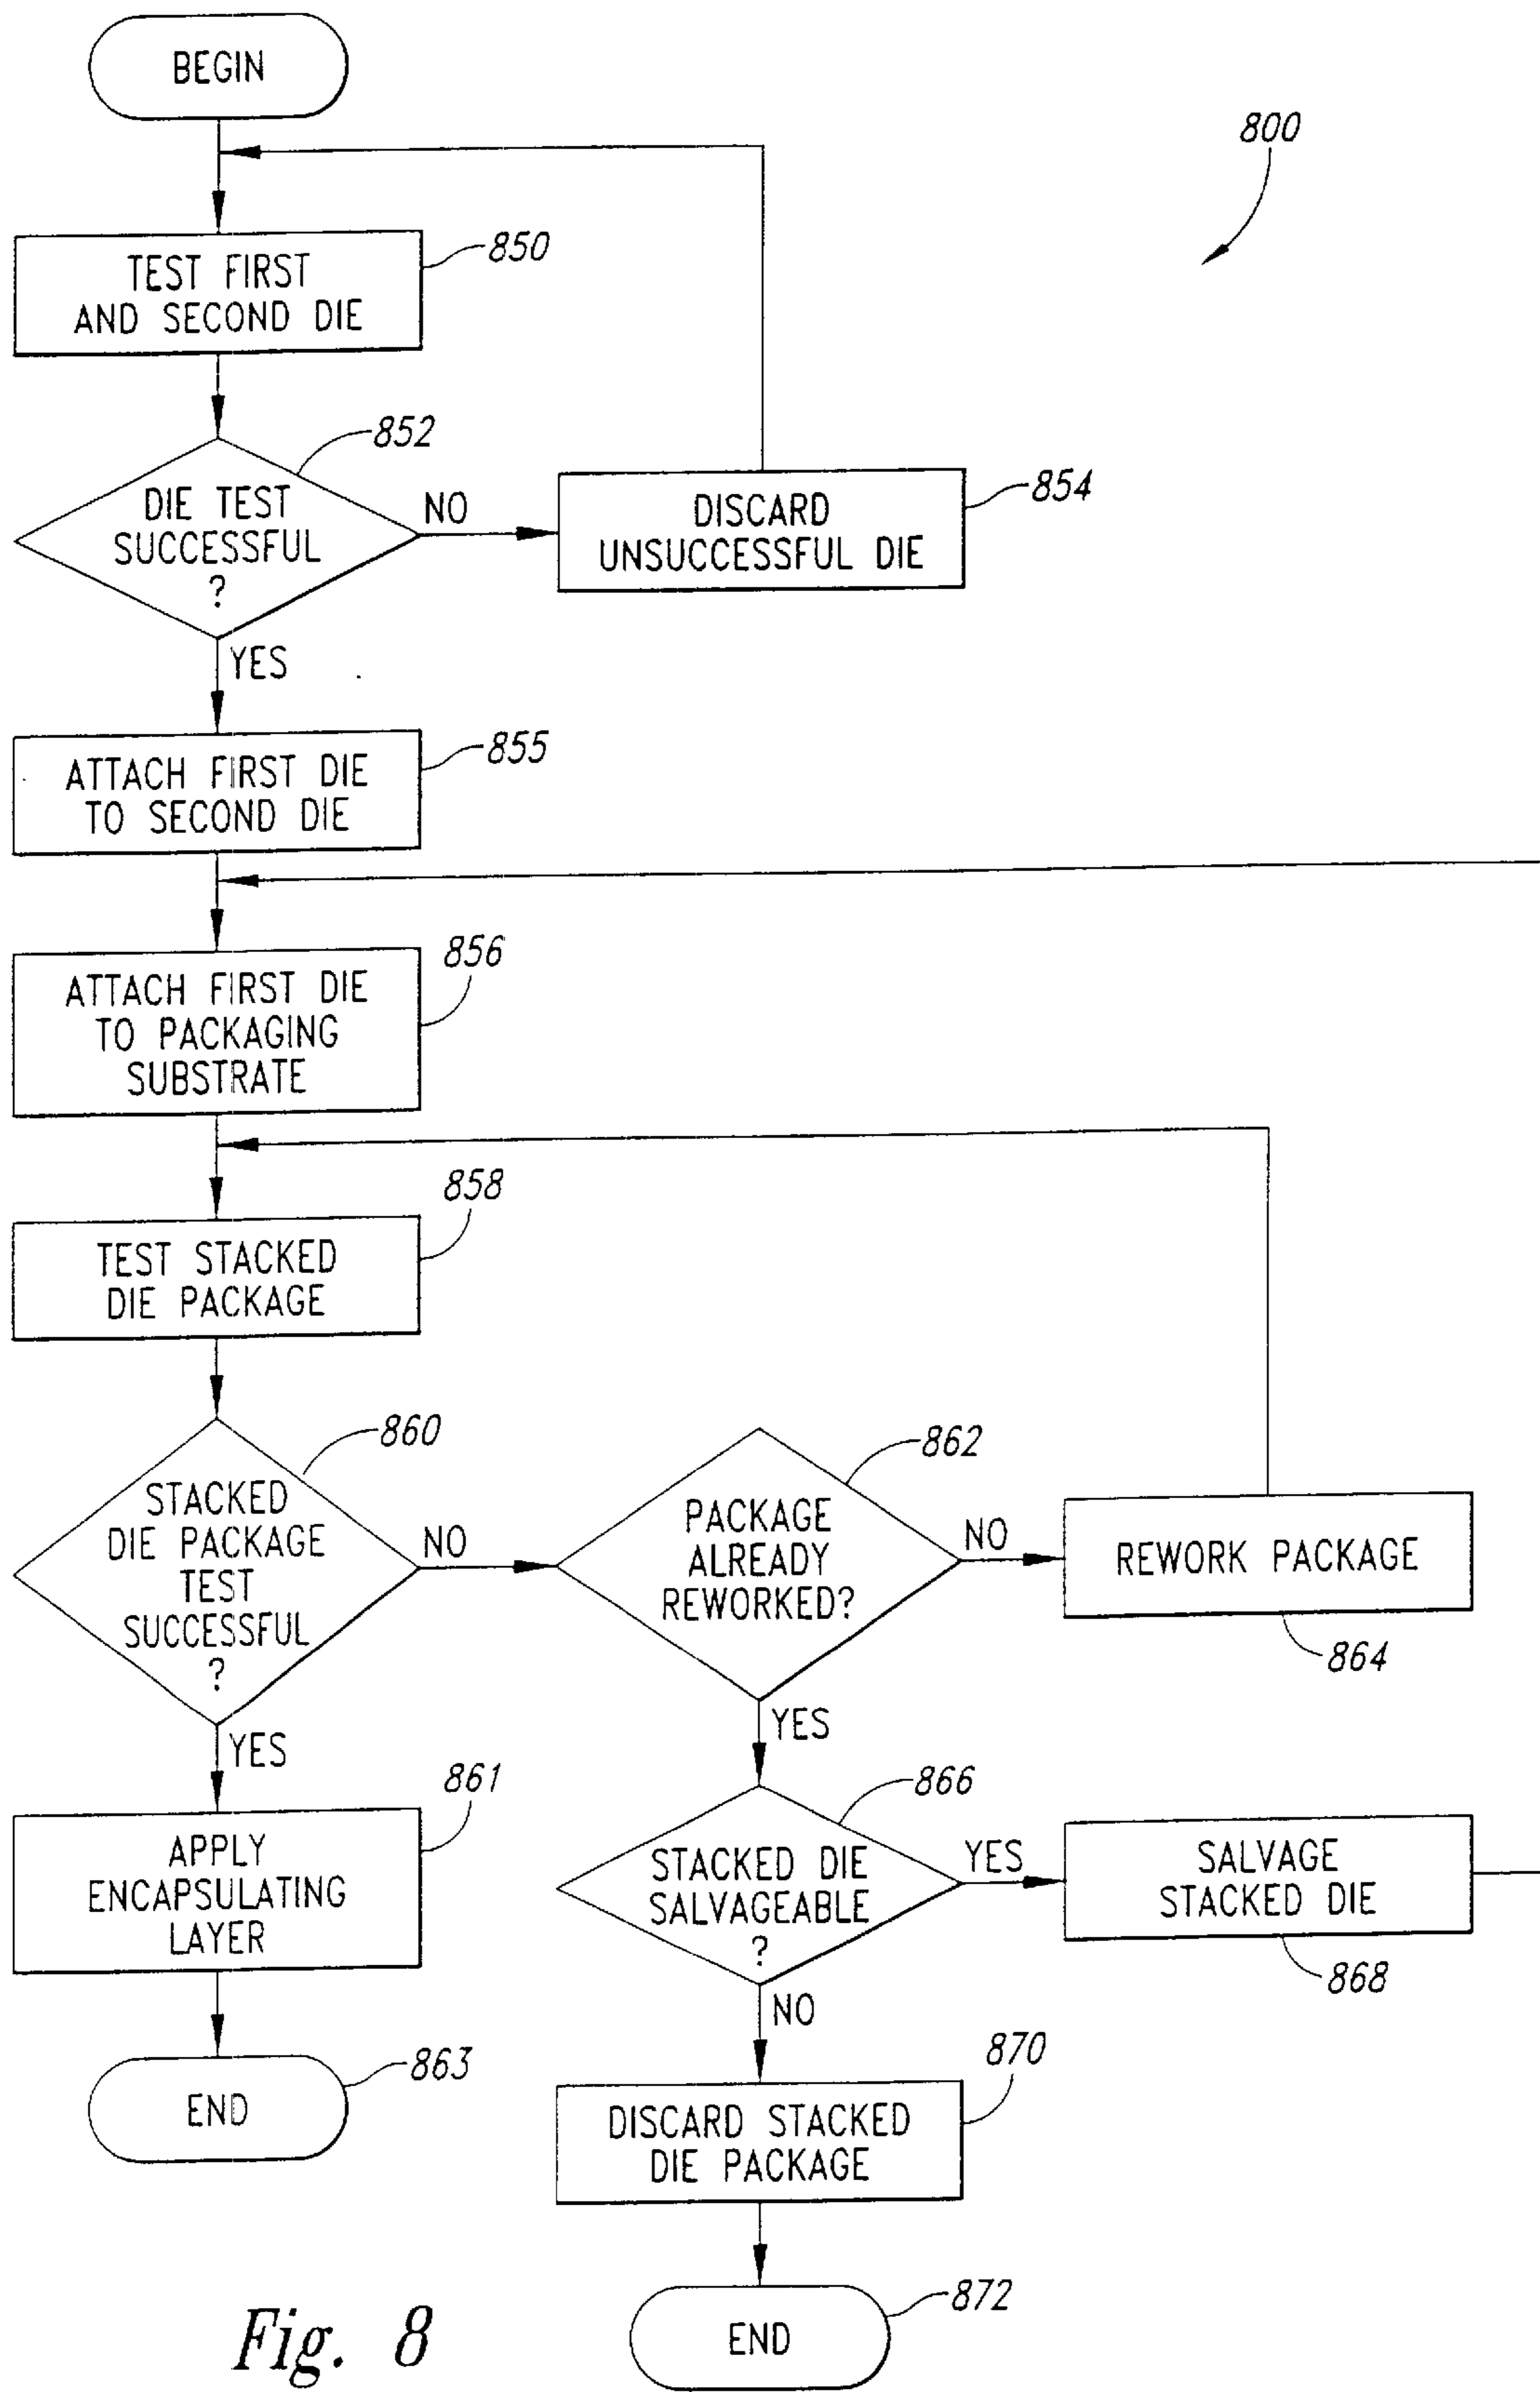 BEGIN
800
TEST FIRST
AND SECOND DIE
850
DIE TEST
SUCCESSFUL
?
852
NO
DISCARD
UNSUCCESSFUL DIE
854
YES
ATTACH FIRST DIE
TO SECOND DIE
855
ATTACH FIRST DIE
TO PACKAGING
SUBSTRATE
856
TEST STACKED
DIE PACKAGE
858
STACKED
DIE PACKAGE
TEST
SUCCESSFUL
?
860
NO
PACKAGE
ALREADY
REWORKED?
862
NO
REWORK PACKAGE
864
YES
YES
APPLY
ENCAPSULATING
LAYER
861
STACKED DIE
SALVAGEABLE
?
866
YES
SALVAGE
STACKED DIE
868
NO
END
863
DISCARD STACKED
DIE PACKAGE
870
END
872
Fig. 8